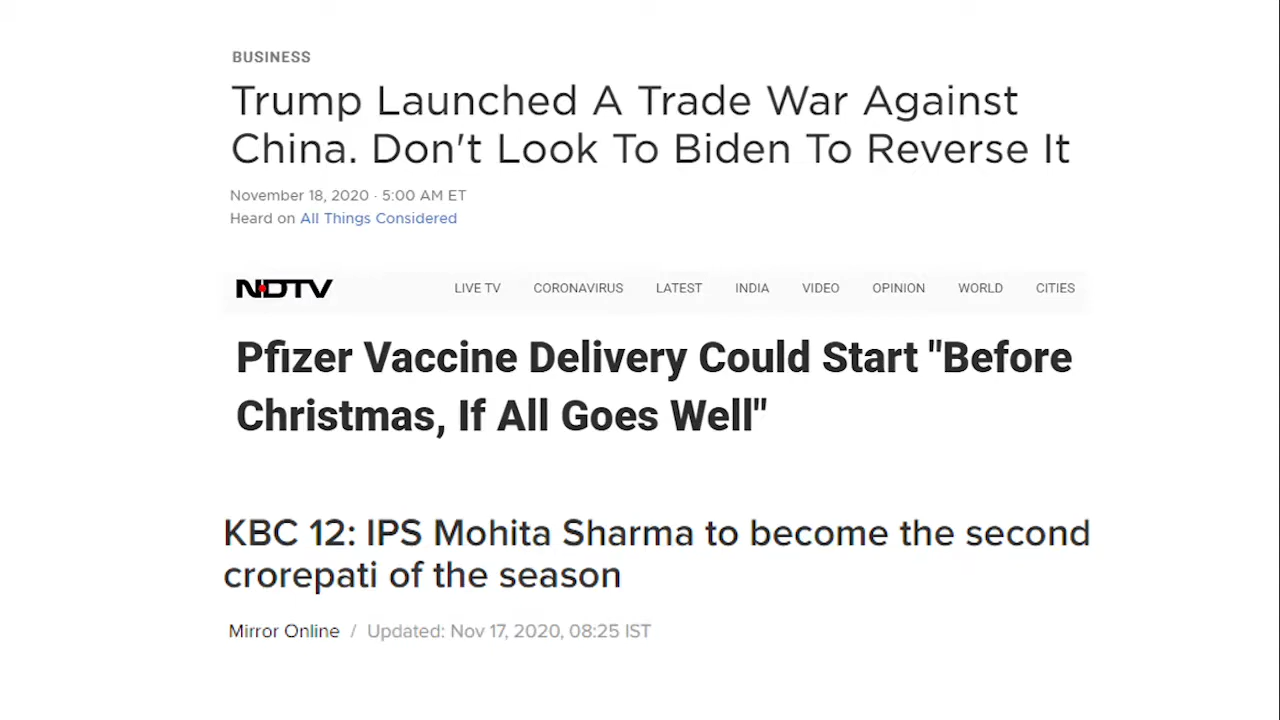 BUSINESS
Trump Launched A Trade War Against
China. Don't Look To Biden To Reverse It
November 18, 2020 · 5:00 AM ET
Heard on All Things Considered
NDTV LIVE TV CORONAVIRUS LATEST INDIA VIDEO OPINION WORLD CITIES
Pfizer Vaccine Delivery Could Start "Before
Christmas, If All Goes Well"
KBC 12: IPS Mohita Sharma to become the second
crorepati of the season
Mirror Online / Updated: Nov 17, 2020, 08:25 IST